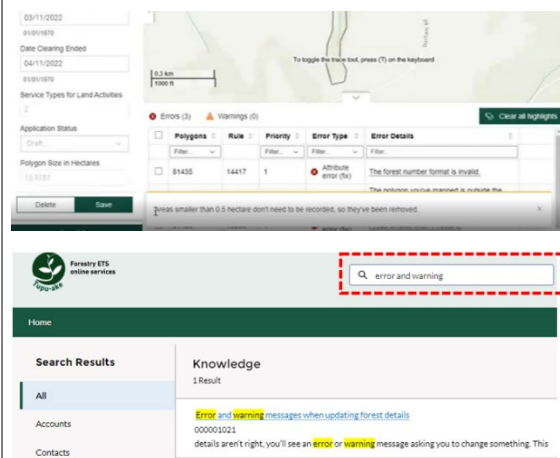 03/11/2022
01/01/1970
Date Clearing Ended
04/11/2022
01/01/1970
Service Types for Land Activities
2
Application Status
Draft
Polygon Size in Hectares
Delete
Save
To toggle the trace tool, press (T) on the keyboard
0.3 km
1000 ft
Errors (3)
Warnings (0)
Clear all highlights
Polygons Rule Priority Error Type Error Details
Filter... Filter... Filter... Filter...
81435 14417 1 Attribute error (fix) The forest number format is invalid.
The polygon you've mapped is outside the
Areas smaller than 0.5 hectare don't need to be recorded, so they've been removed.
Forestry ETS
online services
Tupu-ake
error and warning
Home
Search Results
All
Accounts
Contacts
Knowledge
1 Result
Error and warning messages when updating forest details
000001021
details aren't right, you'll see an error or warning message asking you to change something. This